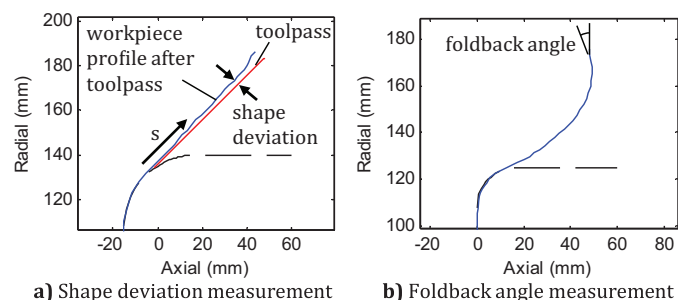 200
180
160
140
120
Radial (mm)
workpiece
profile after
toolpass
toolpass
s
shape
deviation
-20 0 20 40 60
Axial (mm)
a) Shape deviation measurement
180
160
140
120
100
Radial (mm)
foldback angle
-20 0 20 40 60 80
Axial (mm)
b) Foldback angle measurement